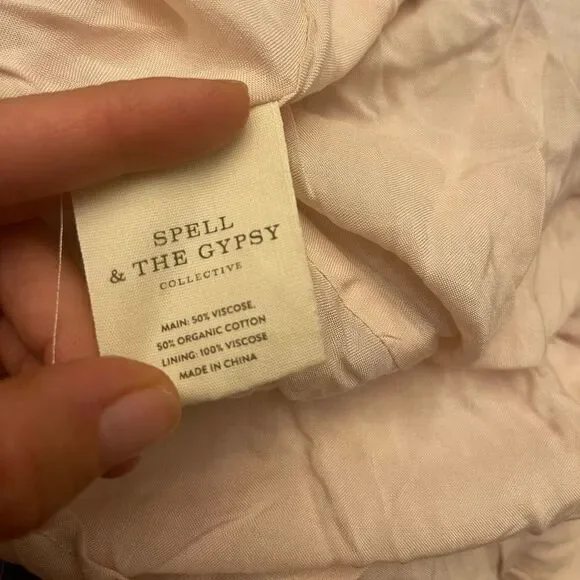 SPELL
& THE GYPSY
COLLECTIVE
MAIN: 50% VISCOSE,
50% ORGANIC COTTON
LINING: 100% VISCOSE
MADE IN CHINA